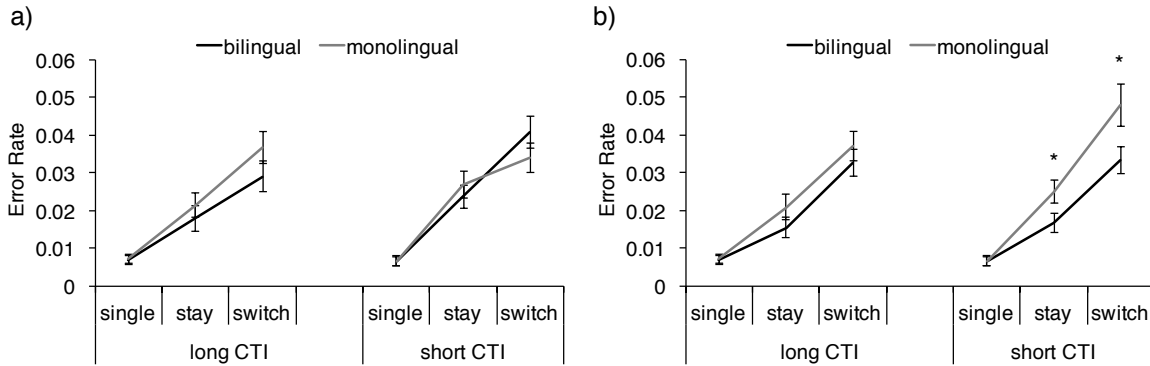 a)
bilingual monolingual
0.06
0.05
0.04
0.03
0.02
0.01
0
Error Rate
single stay switch single stay switch
long CTI short CTI
b)
bilingual monolingual
0.06
0.05
0.04
0.03
0.02
0.01
0
Error Rate
*
*
single stay switch single stay switch
long CTI short CTI